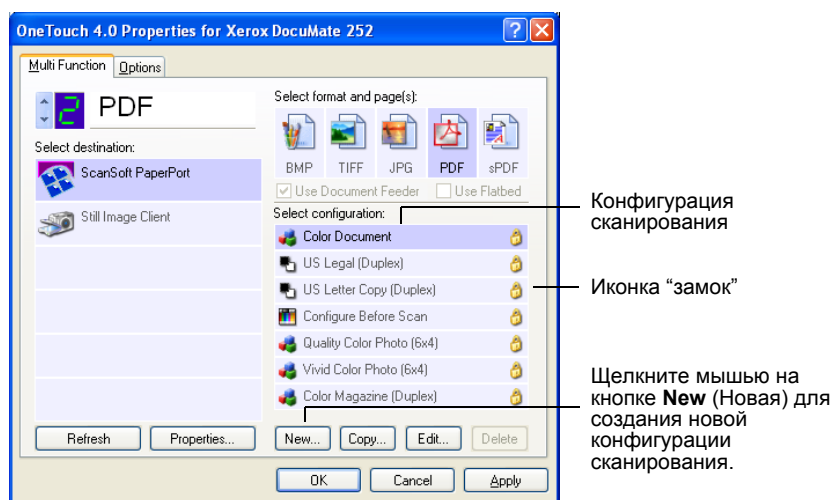 OneTouch 4.0 Properties for Xerox DocuMate 252
Multi Function Options
2 PDF
Select destination:
ScanSoft PaperPort
Still Image Client
Refresh Properties...
Select format and page(s):
BMP TIFF JPG PDF sPDF
Use Document Feeder Use Flatbed
Select configuration:
Color Document
US Legal (Duplex)
US Letter Copy (Duplex)
Configure Before Scan
Quality Color Photo (6x4)
Vivid Color Photo (6x4)
Color Magazine (Duplex)
New... Copy... Edit... Delete
OK Cancel Apply
Конфигурация
сканирования
Иконка “замок”
Щелкните мышью на
кнопке New (Новая) для
создания новой
конфигурации
сканирования.